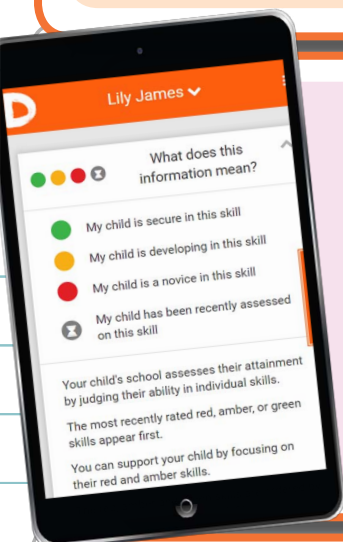 D
Lily James
What does this
information mean?
My child is secure in this skill
My child is developing in this skill
My child is a novice in this skill
My child has been recently assessed
on this skill
Your child's school assesses their attainment
by judging their ability in individual skills.
The most recently rated red, amber, or green
skills appear first.
You can support your child by focusing on
their red and amber skills.